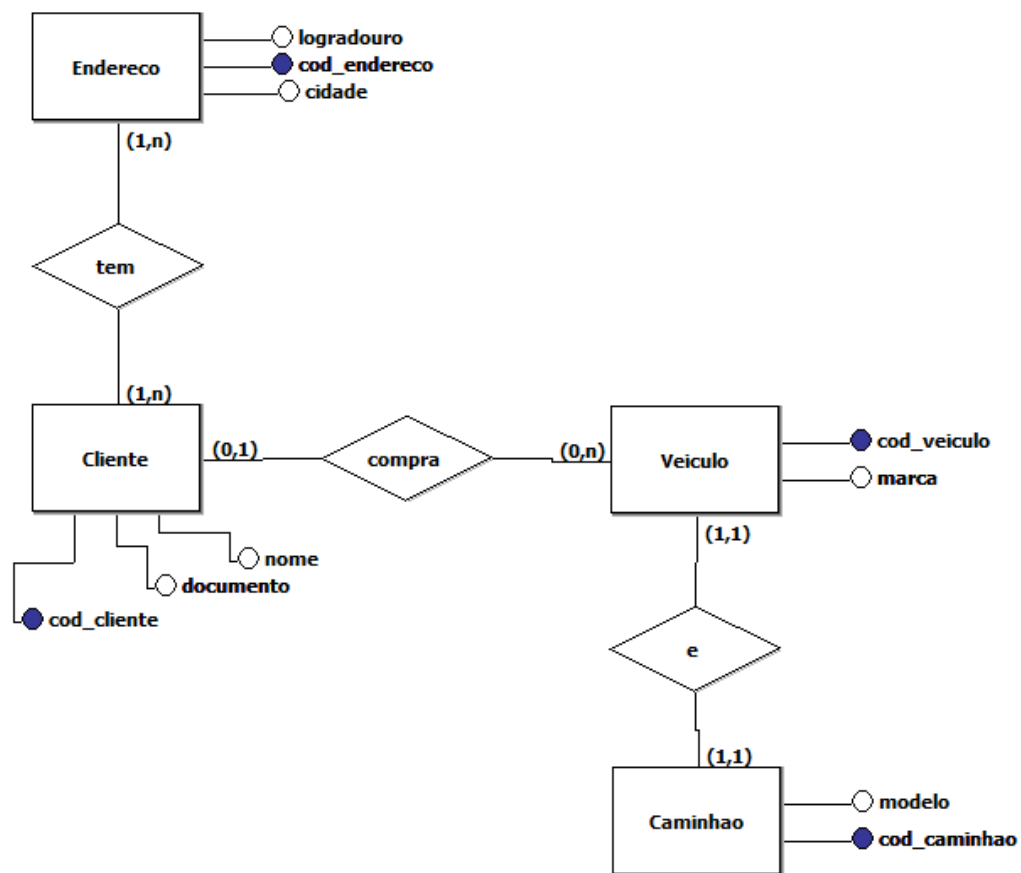 logradouro
Endereco
cod_endereco
cidade
(1,n)
tem
(1,n)
Cliente
(0,1)
compra
(0,n)
Veiculo
cod_veiculo
marca
(1,1)
nome
documento
cod_cliente
e
(1,1)
modelo
Caminhao
cod_caminhao